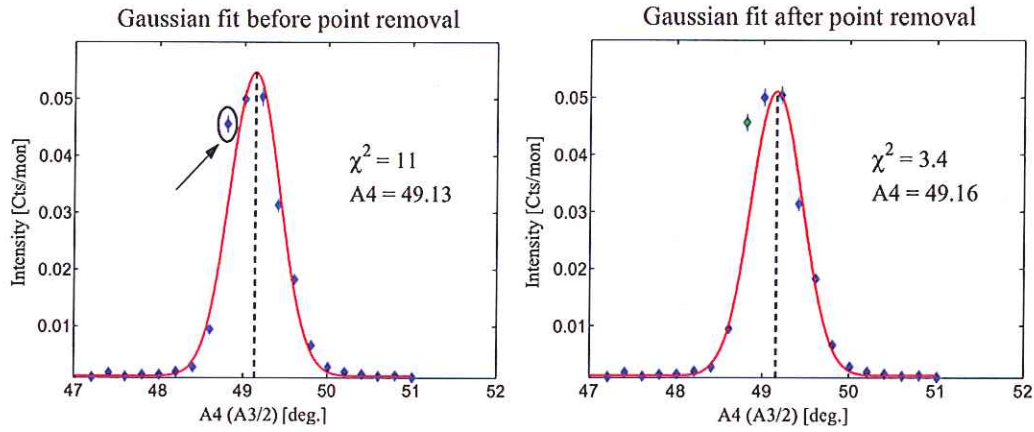 Gaussian fit before point removal
0.05
0.04
0.03
0.02
0.01
Intensity [Cts/mon]
χ² = 11
A4 = 49.13
47 48 49 50 51 52
A4 (A3/2) [deg.]
Gaussian fit after point removal
0.05
0.04
0.03
0.02
0.01
Intensity [Cts/mon]
χ² = 3.4
A4 = 49.16
47 48 49 50 51 52
A4 (A3/2) [deg.]